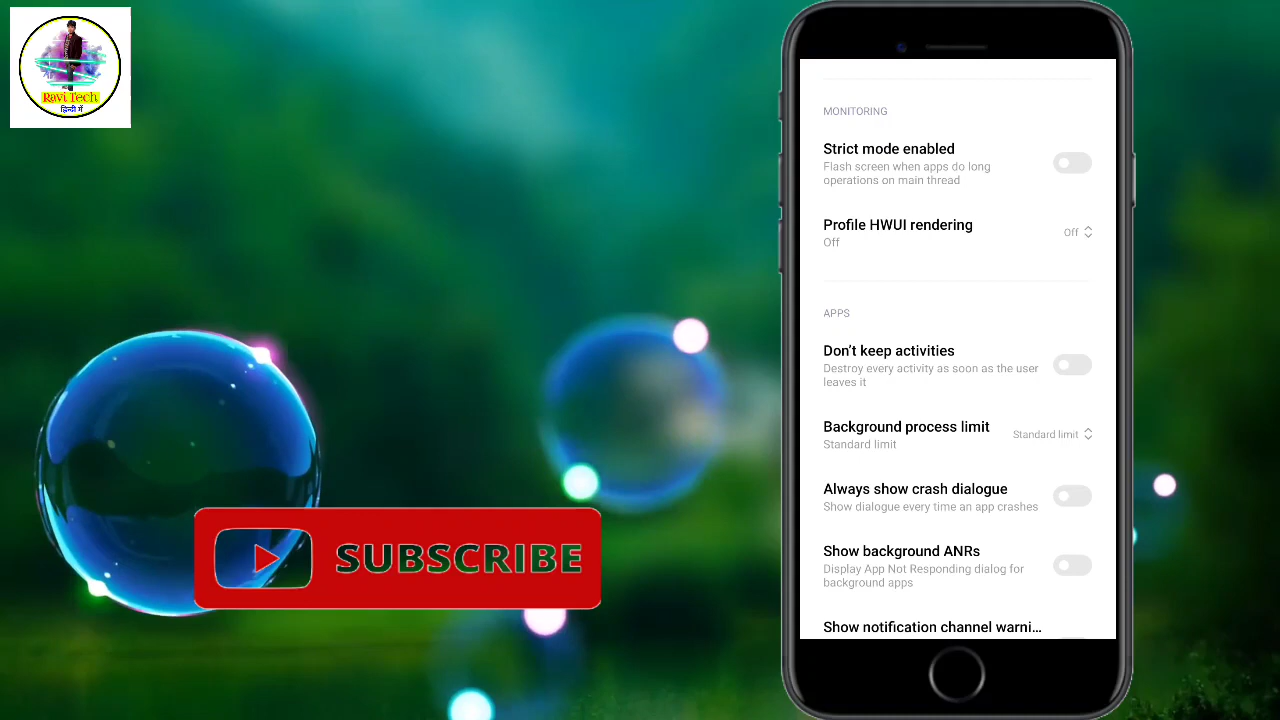 Ravi Tech
हिन्दी में
MONITORING
Strict mode enabled
Flash screen when apps do long
operations on main thread
Profile HWUI rendering
Off
Off
APPS
Don't keep activities
Destroy every activity as soon as the user
leaves it
Background process limit
Standard limit
Standard limit
Always show crash dialogue
Show dialogue every time an app crashes
Show background ANRs
Display App Not Responding dialog for
background apps
Show notification channel warni...
SUBSCRIBE